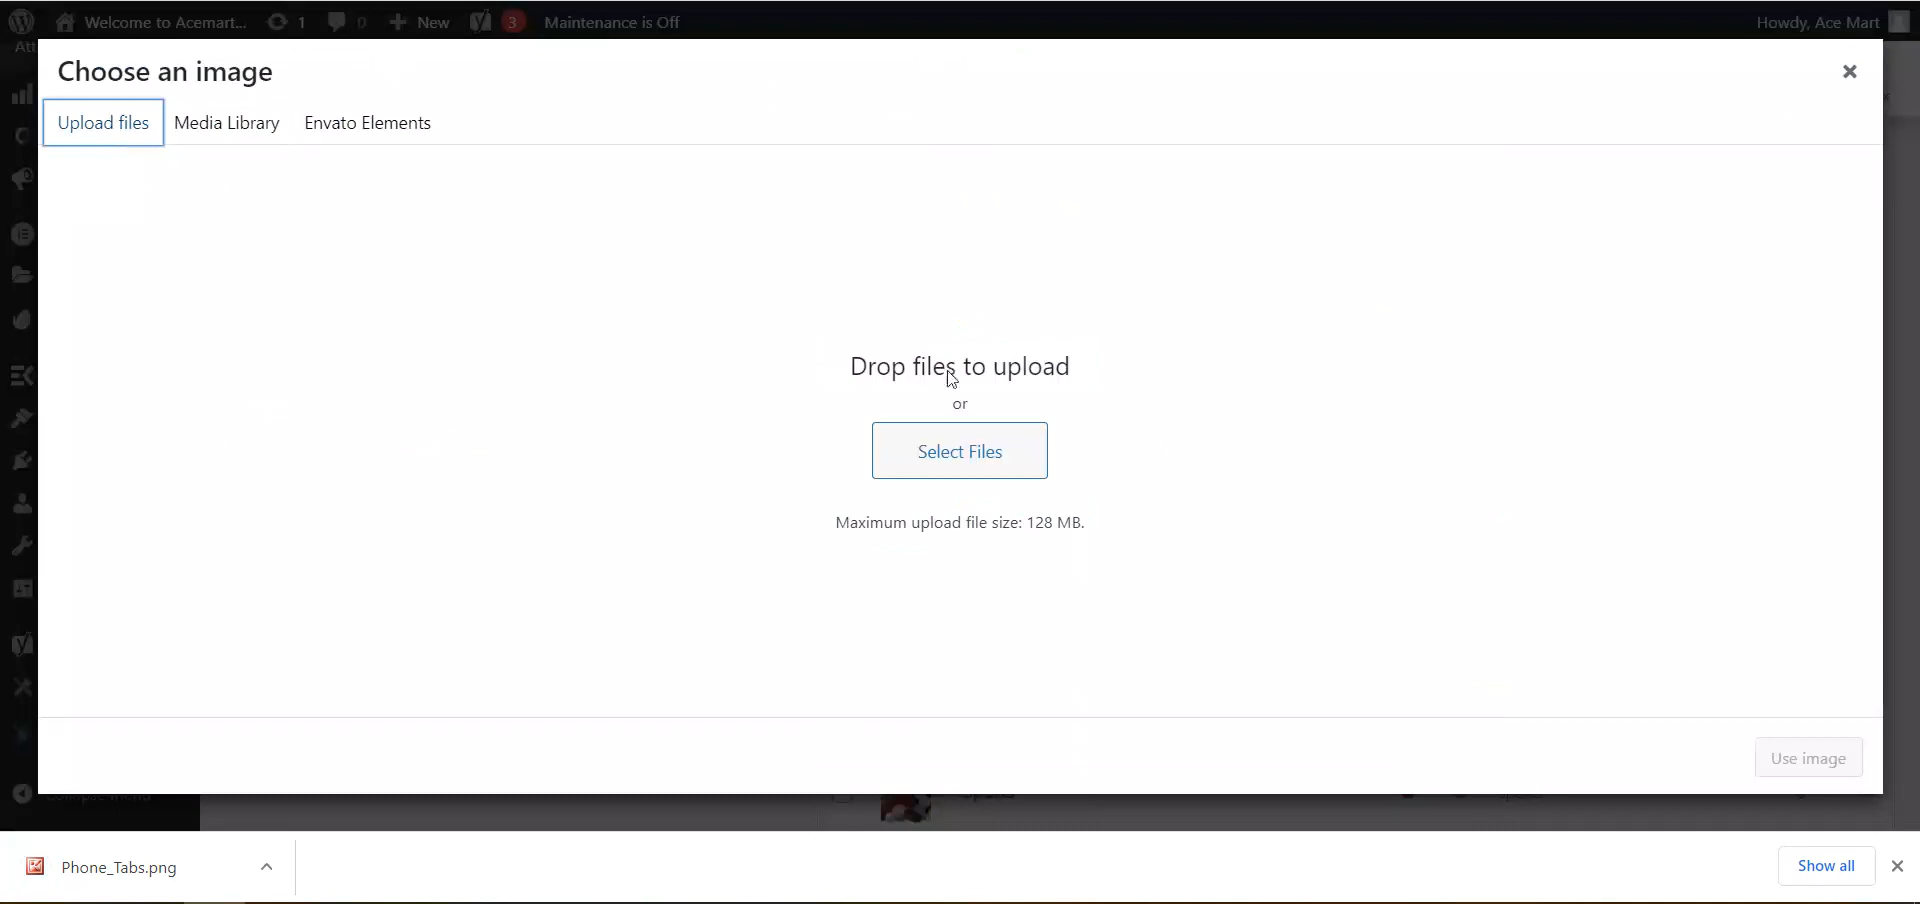 Welcome to Acemart... 1 0 New 3 Maintenance is Off Howdy, Ace Mart
Att
Choose an image
Upload files Media Library Envato Elements
Drop files to upload
or
Select Files
Maximum upload file size: 128 MB.
Use image
Phone_Tabs.png
Show all